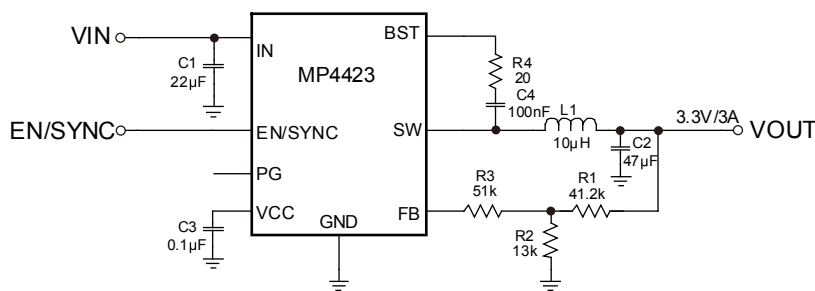 VIN
C1
22µF
IN
MP4423
BST
R4
20
C4
100nF
EN/SYNC
EN/SYNC
SW
L1
10µH
3.3V/3A
VOUT
C2
47µF
PG
R3
51k
R1
41.2k
C3
0.1µF
VCC
GND
FB
R2
13k